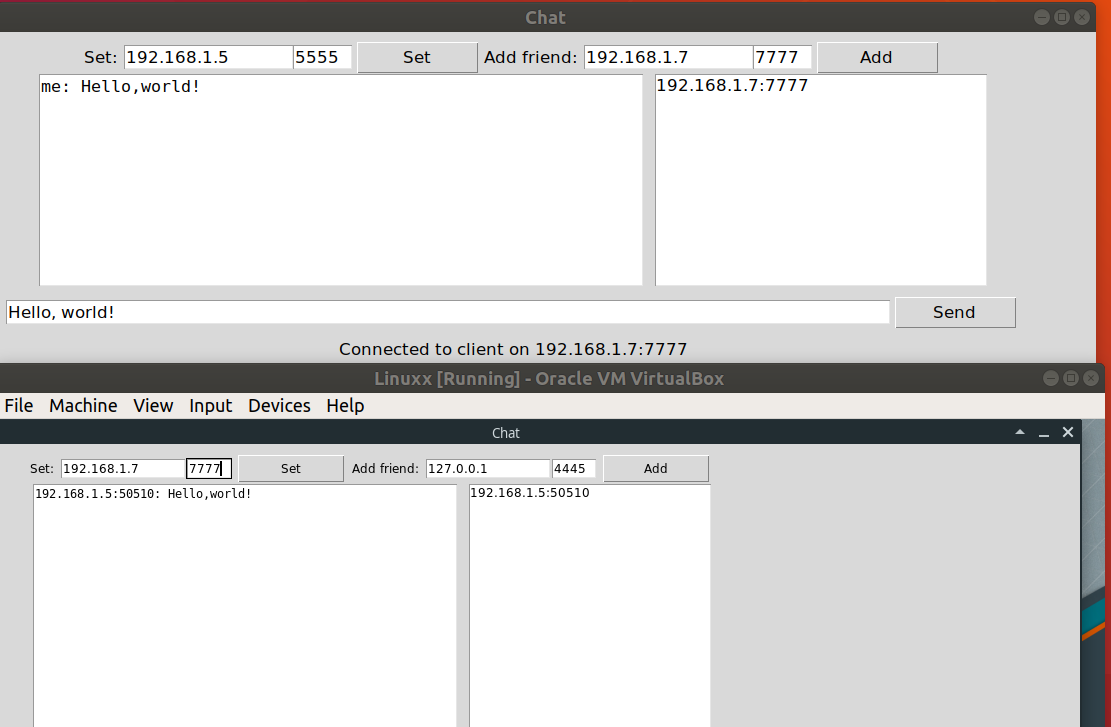 Chat
Set: 192.168.1.5 5555 Set Add friend: 192.168.1.7 7777 Add
me: Hello,world!
192.168.1.7:7777
Hello, world! Send
Connected to client on 192.168.1.7:7777
Linuxx [Running] - Oracle VM VirtualBox
File Machine View Input Devices Help
Chat
Set: 192.168.1.7 7777 Set Add friend: 127.0.0.1 4445 Add
192.168.1.5:50510: Hello,world!
192.168.1.5:50510